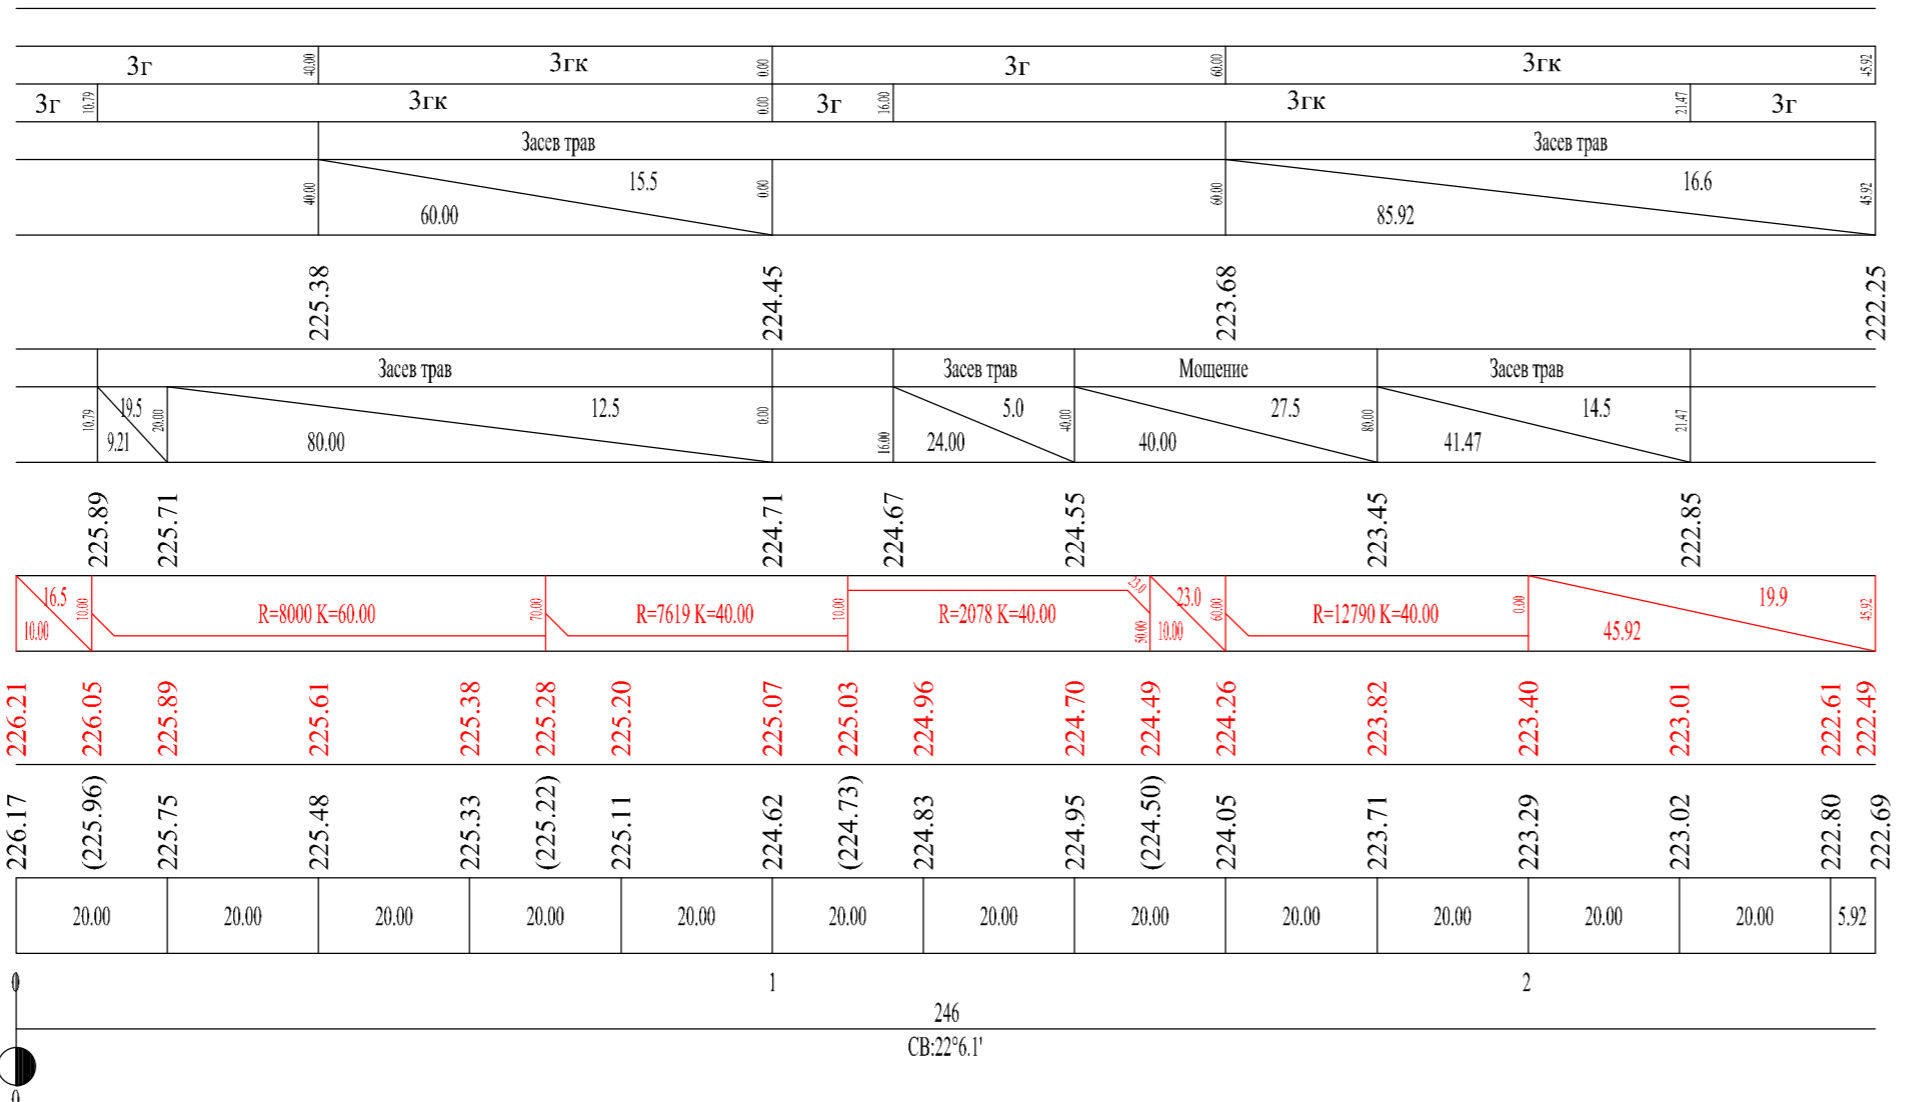 3г 40.00 3гк 0.00 3г 60.00 3гк 45.92
3г 10.79 3гк 0.00 3г 16.00 3гк 21.47 3г
Засев трав Засев трав
40.00 60.00 15.5 0.00 60.00 85.92 16.6 45.92
225.38 224.45 223.68 222.25
Засев трав Засев трав Мощение Засев трав
10.79 9.21 19.5 20.00 80.00 12.5 0.00 16.00 24.00 5.0 40.00 40.00 27.5 80.00 41.47 14.5 21.47
225.89 225.71 224.71 224.67 224.55 223.45 222.85
10.00 16.5 10.00 R=8000 K=60.00 70.00 R=7619 K=40.00 10.00 R=2078 K=40.00 23.0 50.00 10.00 23.0 60.00 R=12790 K=40.00 0.00 45.92 19.9 45.92
226.21 226.05 225.89 225.61 225.38 225.28 225.20 225.07 225.03 224.96 224.70 224.49 224.26 223.82 223.40 223.01 222.61 222.49
226.17 (225.96) 225.75 225.48 225.33 (225.22) 225.11 224.62 (224.73) 224.83 224.95 (224.50) 224.05 223.71 223.29 223.02 222.80 222.69
20.00 20.00 20.00 20.00 20.00 20.00 20.00 20.00 20.00 20.00 20.00 20.00 5.92
0 1 2
246
СВ:22°6.1'
0